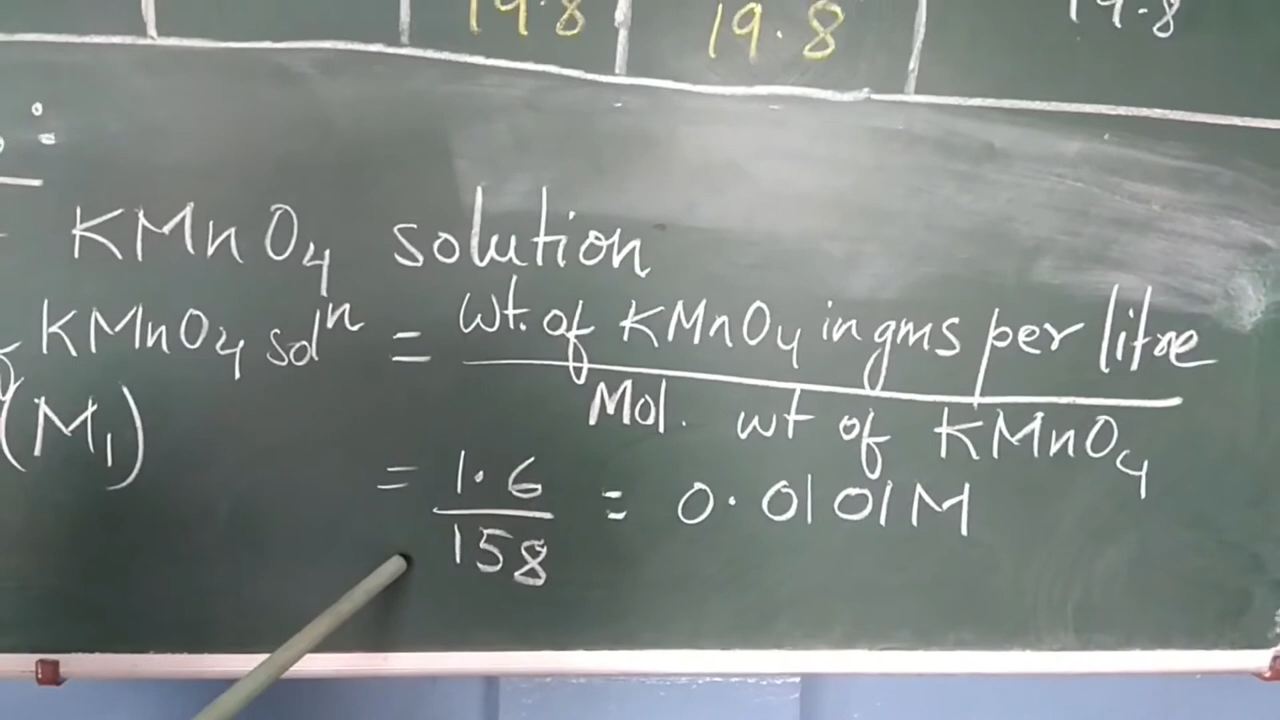 19.8 19.8 19.8
:
KMnO₄ solution
KMnO₄ solⁿ = wt. of KMnO₄ in gms per litre
(M₁) Mol. wt of KMnO₄
= 1.6 = 0.0101M
158